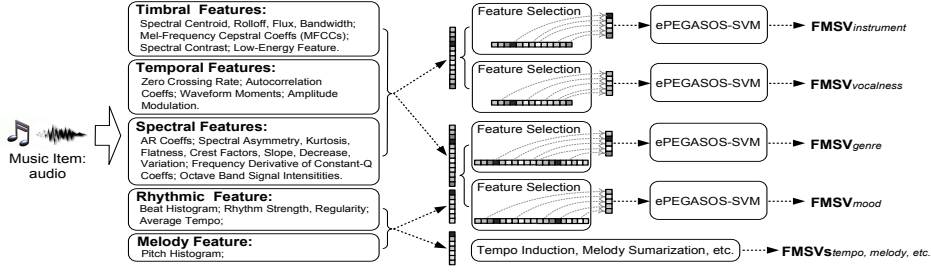 Timbral Features:
Spectral Centroid, Rolloff, Flux, Bandwidth;
Mel-Frequency Cepstral Coeffs (MFCCs);
Spectral Contrast; Low-Energy Feature.
Temporal Features:
Zero Crossing Rate; Autocorrelation
Coeffs; Waveform Moments; Amplitude
Modulation.
Spectral Features:
AR Coeffs; Spectral Asymmetry, Kurtosis,
Flatness, Crest Factors, Slope, Decrease,
Variation; Frequency Derivative of Constant-Q
Coeffs; Octave Band Signal Intensitities.
Rhythmic Feature:
Beat Histogram; Rhythm Strength, Regularity;
Average Tempo;
Melody Feature:
Pitch Histogram;
Music Item:
audio
Feature Selection
ePEGASOS-SVM
FMSVinstrument
Feature Selection
ePEGASOS-SVM
FMSVvocalness
Feature Selection
ePEGASOS-SVM
FMSVgenre
Feature Selection
ePEGASOS-SVM
FMSVmood
Tempo Induction, Melody Sumarization, etc.
FMSVstempo, melody, etc.